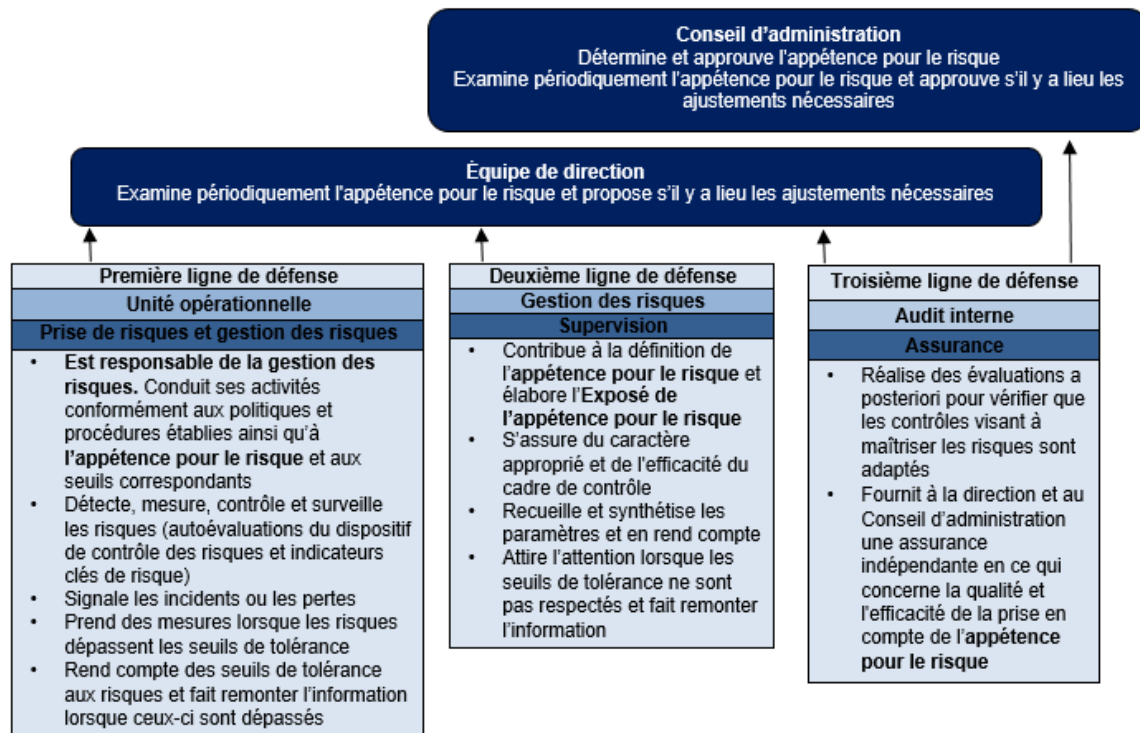 Conseil d'administration
Détermine et approuve l'appétence pour le risque
Examine périodiquement l'appétence pour le risque et approuve s'il y a lieu les
ajustements nécessaires
Équipe de direction
Examine périodiquement l'appétence pour le risque et propose s'il y a lieu les ajustements nécessaires
Première ligne de défense
Unité opérationnelle
Prise de risques et gestion des risques
• Est responsable de la gestion des
risques. Conduit ses activités
conformément aux politiques et
procédures établies ainsi qu'à
l'appétence pour le risque et aux
seuils correspondants
• Détecte, mesure, contrôle et surveille
les risques (autoévaluations du dispositif
de contrôle des risques et indicateurs
clés de risque)
• Signale les incidents ou les pertes
• Prend des mesures lorsque les risques
dépassent les seuils de tolérance
• Rend compte des seuils de tolérance
aux risques et fait remonter l'information
lorsque ceux-ci sont dépassés
Deuxième ligne de défense
Gestion des risques
Supervision
• Contribue à la définition de
l'appétence pour le risque et
élabore l'Exposé de
l'appétence pour le risque
• S'assure du caractère
approprié et de l'efficacité du
cadre de contrôle
• Recueille et synthétise les
paramètres et en rend compte
• Attire l'attention lorsque les
seuils de tolérance ne sont
pas respectés et fait remonter
l'information
Troisième ligne de défense
Audit interne
Assurance
• Réalise des évaluations a
posteriori pour vérifier que
les contrôles visant à
maîtriser les risques sont
adaptés
• Fournit à la direction et au
Conseil d'administration
une assurance
indépendante en ce qui
concerne la qualité et
l'efficacité de la prise en
compte de l'appétence
pour le risque